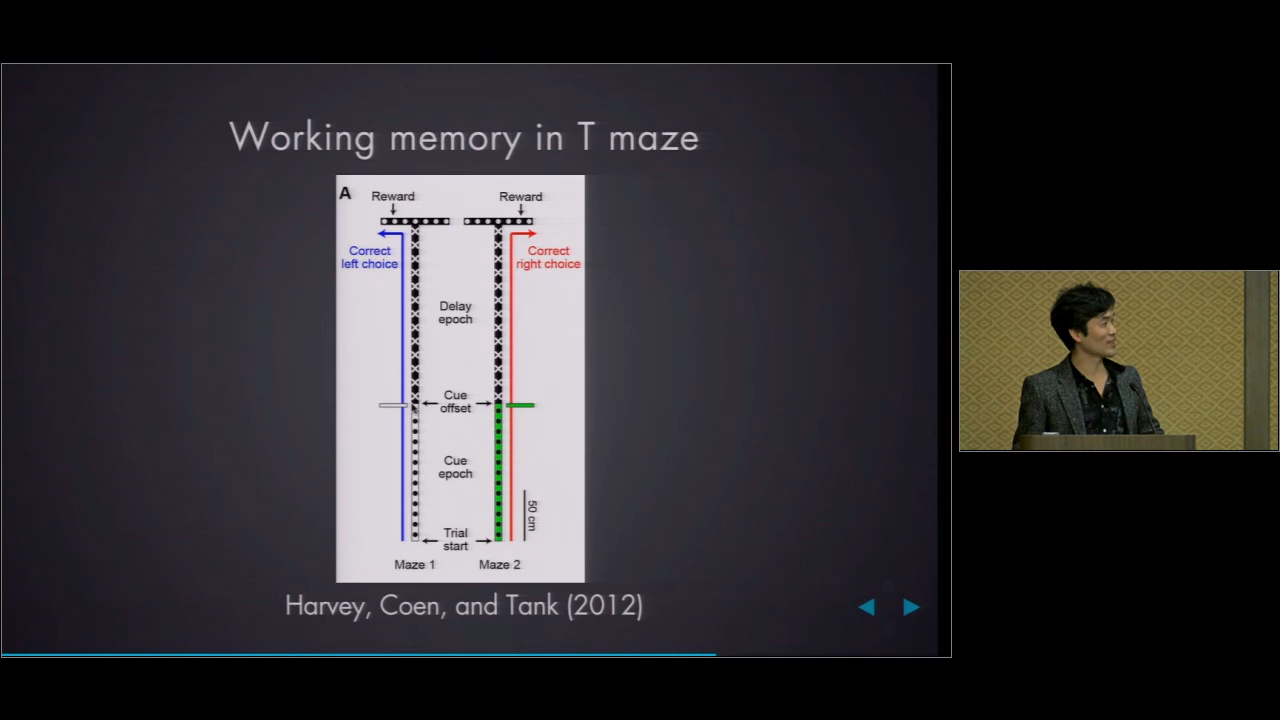 Working memory in T maze
A
Reward
Reward
Correct
left choice
Correct
right choice
Delay
epoch
Cue
offset
Cue
epoch
50 cm
Trial
start
Maze 1
Maze 2
Harvey, Coen, and Tank (2012)